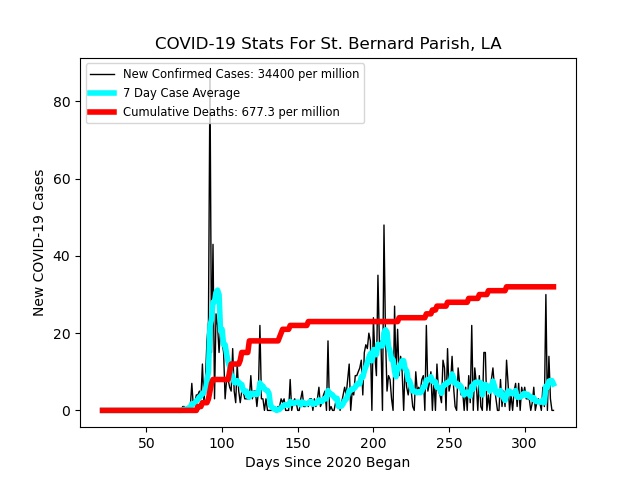 COVID-19 Stats For St. Bernard Parish, LA
New Confirmed Cases: 34400 per million
7 Day Case Average
Cumulative Deaths: 677.3 per million
New COVID-19 Cases
80
60
40
20
0
50 100 150 200 250 300
Days Since 2020 Began